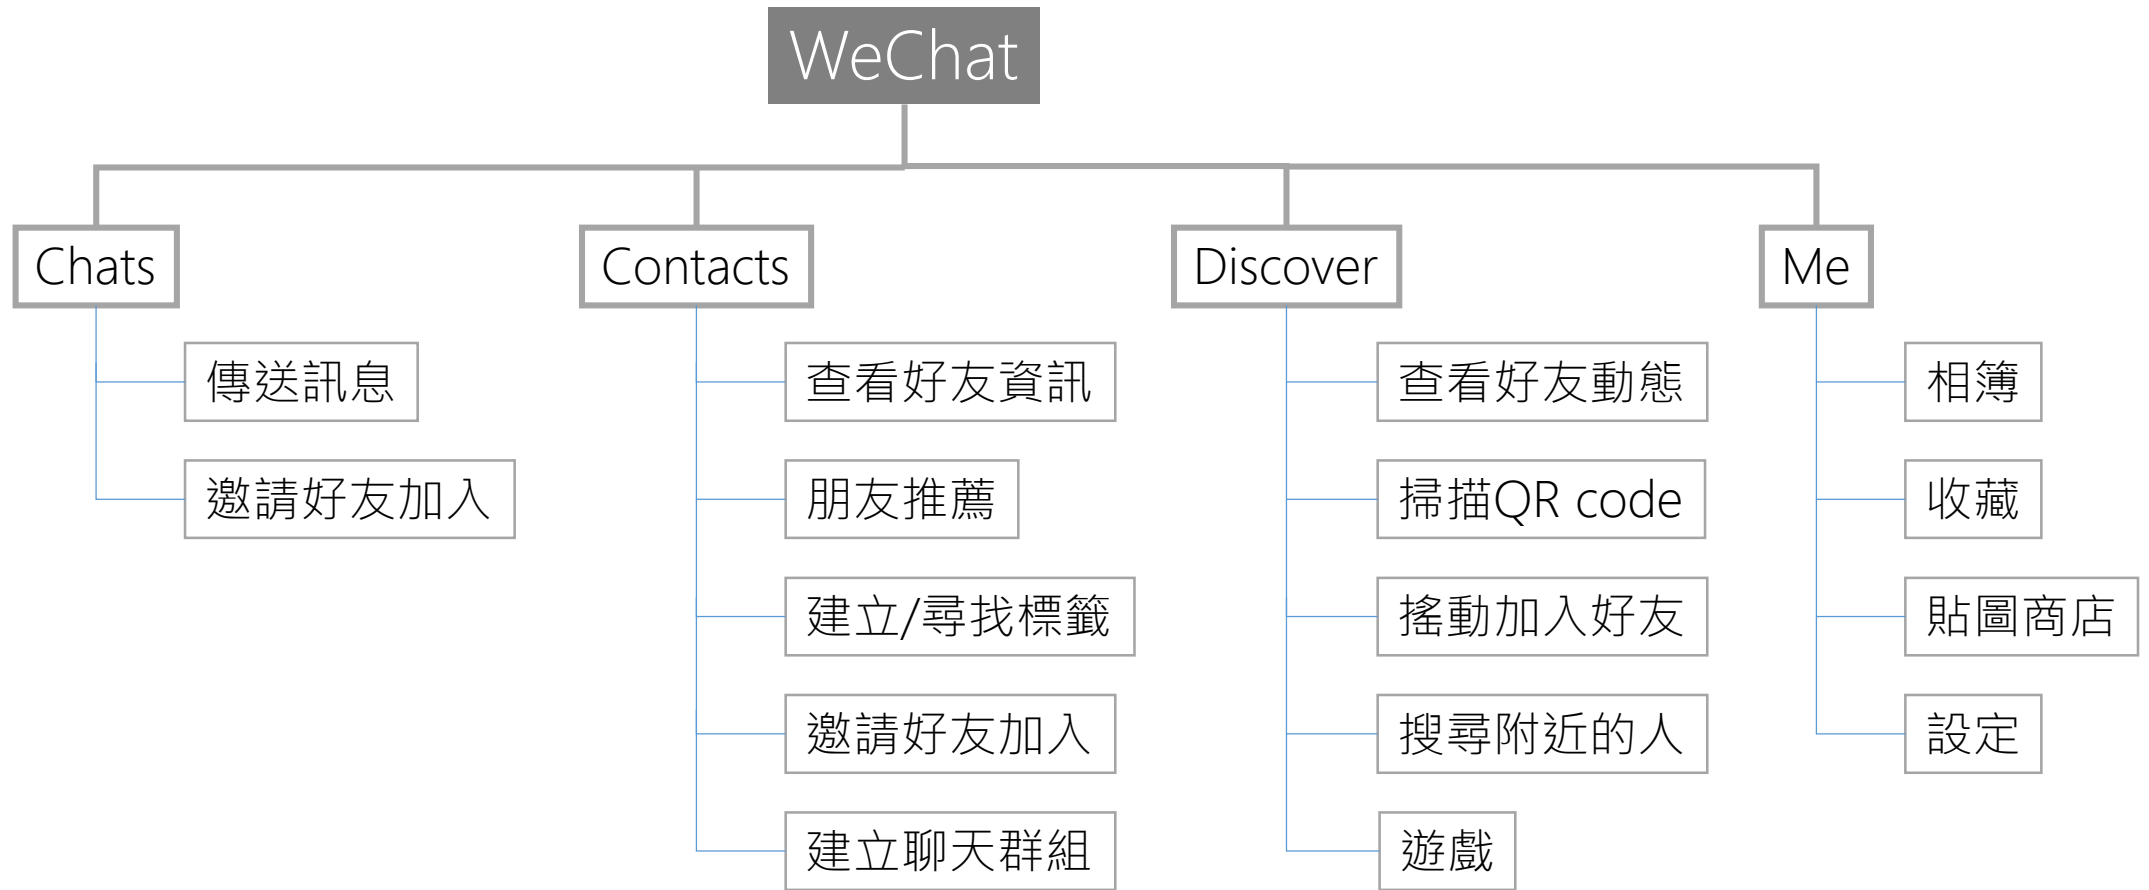 WeChat
Chats
傳送訊息
邀請好友加入
Contacts
查看好友資訊
朋友推薦
建立/尋找標籤
邀請好友加入
建立聊天群組
Discover
查看好友動態
掃描QR code
搖動加入好友
搜尋附近的人
遊戲
Me
相簿
收藏
貼圖商店
設定